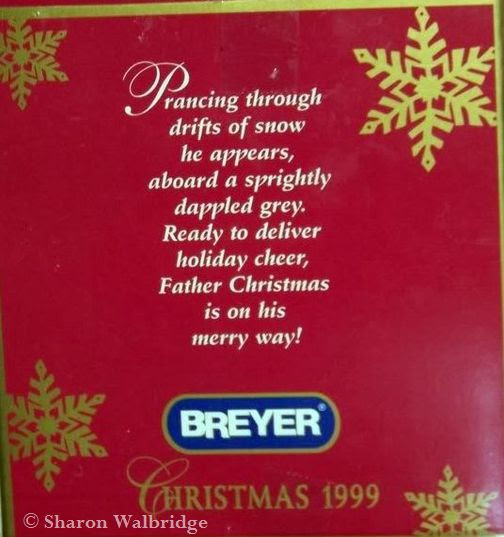 Prancing through
drifts of snow
he appears,
aboard a sprightly
dappled grey.
Ready to deliver
holiday cheer,
Father Christmas
is on his
merry way!
BREYER®
CHRISTMAS 1999
© Sharon Walbridge